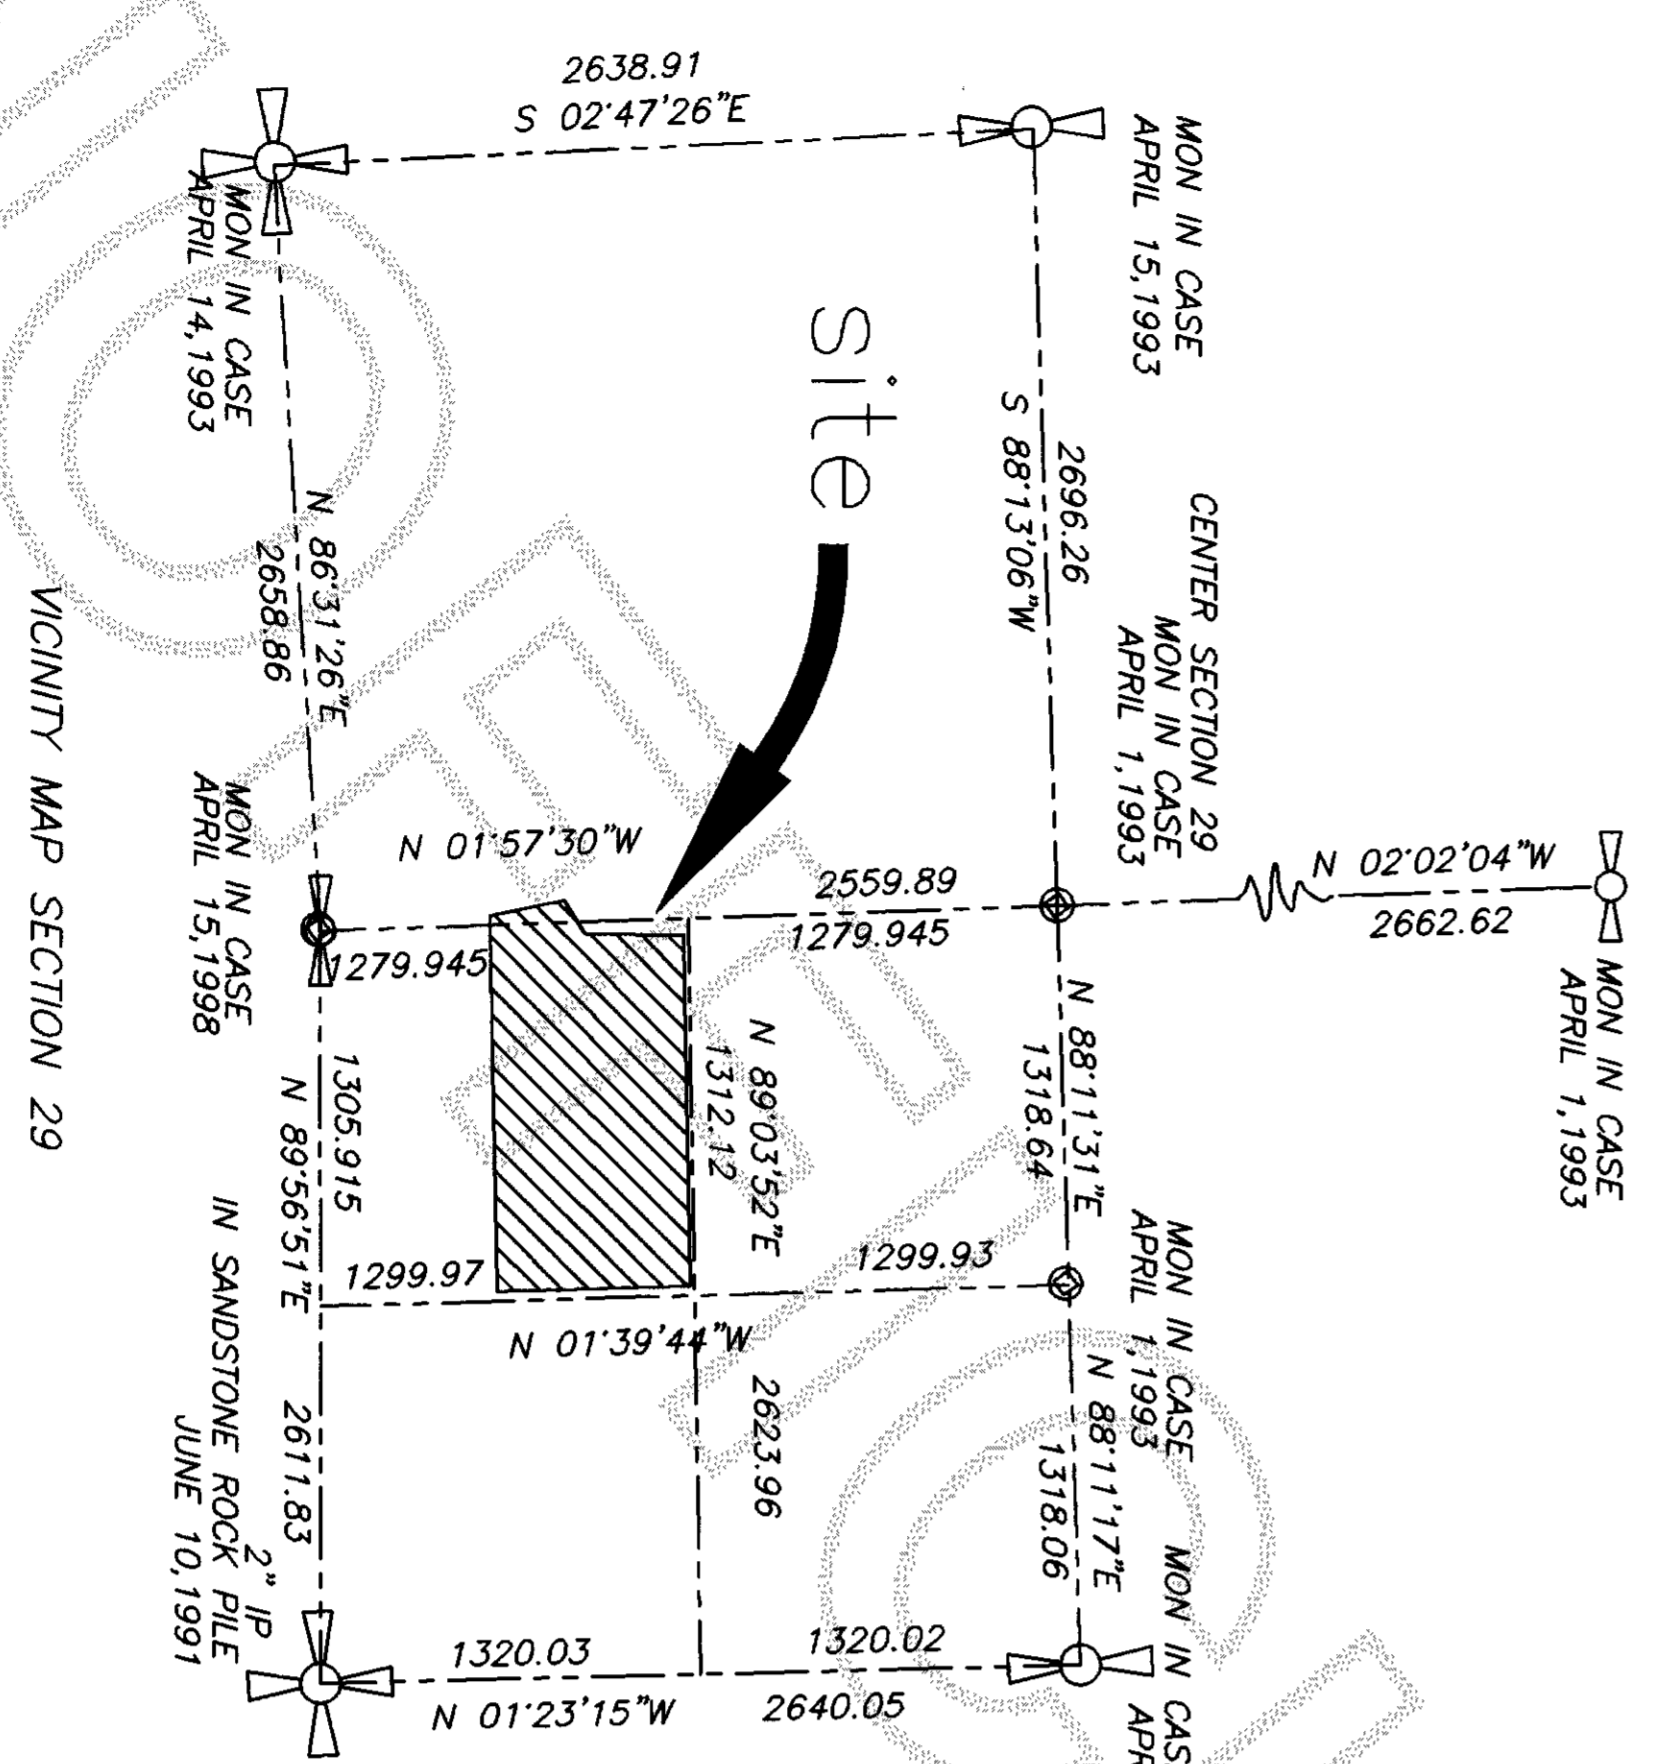 2638.91
S 02°47'26"E
MON IN CASE
APRIL 15,1993
MON IN CASE
APRIL 14,1993
Site
2696.26
S 88°13'06"W
CENTER SECTION 29
MON IN CASE
APRIL 1,1993
N 86°31'26"E
2658.86
N 02°02'04"W
2662.62
MON IN CASE
APRIL 1,1993
N 01°57'30"W
2559.89
1279.945
1279.945
MON IN CASE
APRIL 15,1998
N 88°11'31"E
1318.64
N 89°03'52"E
1312.12
1305.915
N 89°56'51"E
1299.97
1299.93
N 01°39'44"W
MON IN CASE
APRIL 1,1993
N 88°11'17"E
1318.06
2623.96
2611.83
2" IP
IN SANDSTONE ROCK PILE
JUNE 10,1991
1320.03
1320.02
N 01°23'15"W
2640.05
MON IN CAS
APR
VICINITY MAP SECTION 29